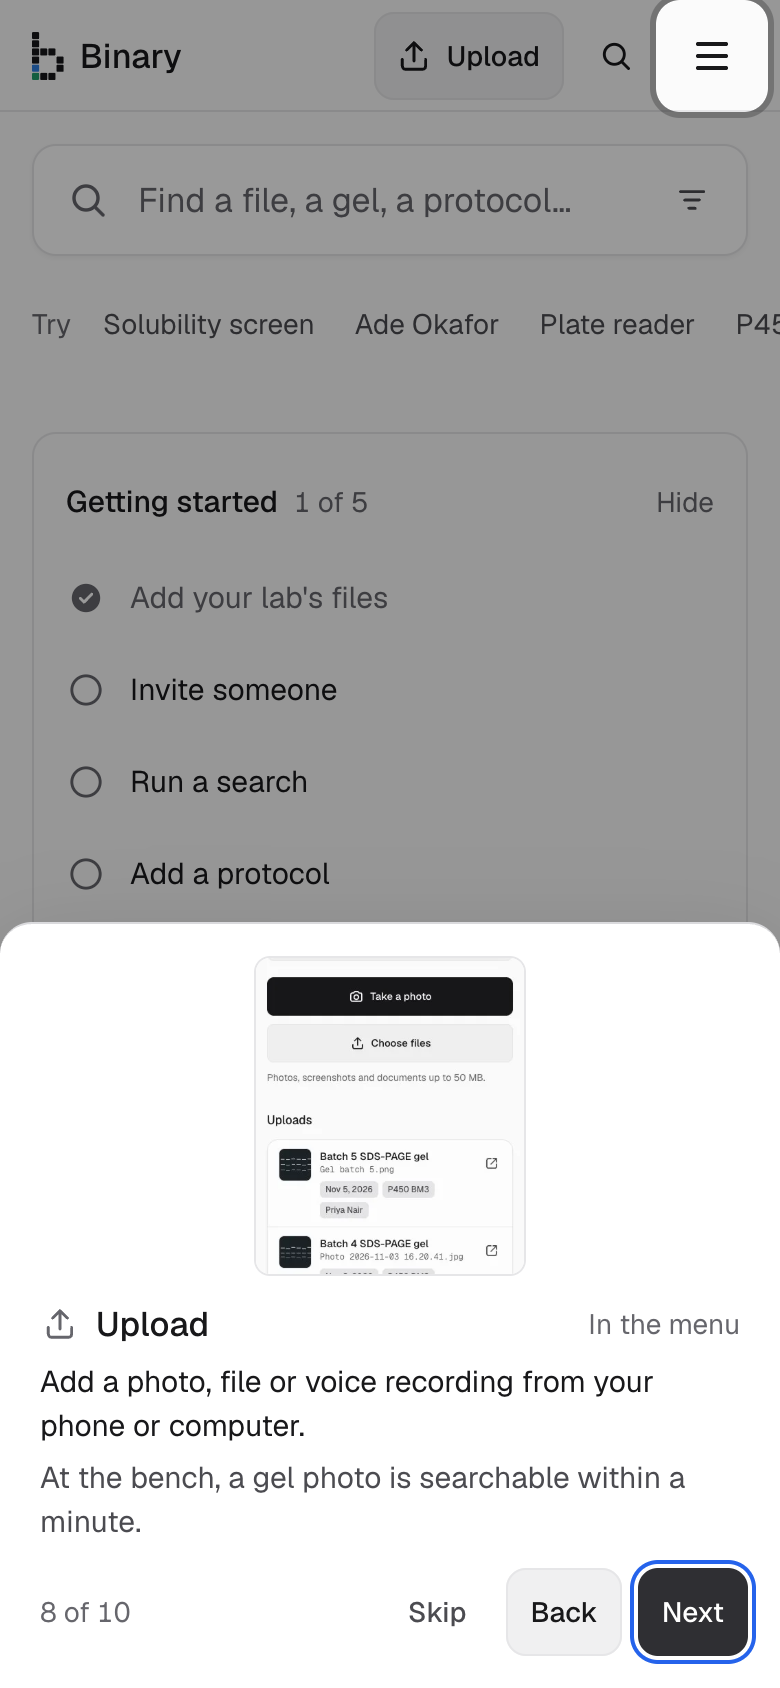 Binary
Upload
Find a file, a gel, a protocol...
Try Solubility screen Ade Okafor Plate reader P45
Getting started 1 of 5 Hide
Add your lab's files
Invite someone
Run a search
Add a protocol
Take a photo
Choose files
Photos, screenshots and documents up to 50 MB.
Uploads
Batch 5 SDS-PAGE gel
Gel batch 5.png
Nov 5, 2026 P450 BM3
Priya Nair
Batch 4 SDS-PAGE gel
Photo 2026-11-03 16.20.41.jpg
Upload In the menu
Add a photo, file or voice recording from your
phone or computer.
At the bench, a gel photo is searchable within a
minute.
8 of 10 Skip Back Next